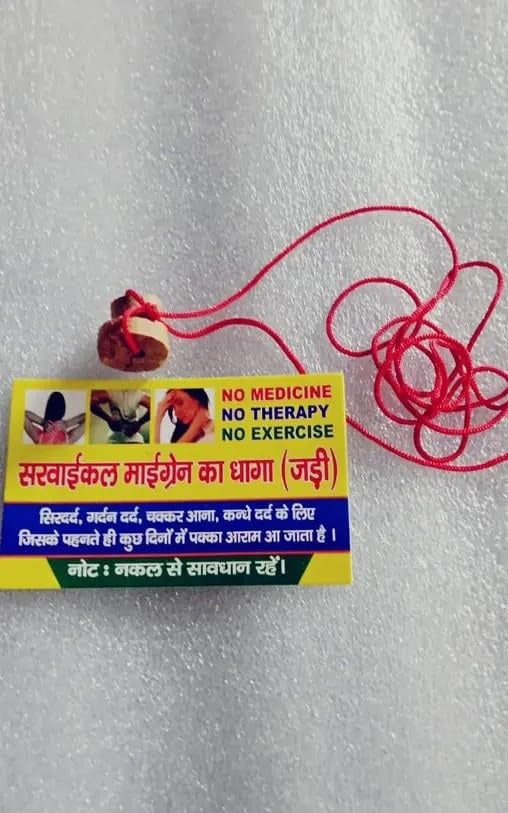 NO MEDICINE
NO THERAPY
NO EXERCISE
सरवाईकल माईग्रेन का धागा (जड़ी)
सिरदर्द, गर्दन दर्द, चक्कर आना, कन्धे दर्द के लिए
जिसके पहनते ही कुछ दिनों में पक्का आराम आ जाता है।
नोट : नकल से सावधान रहें।